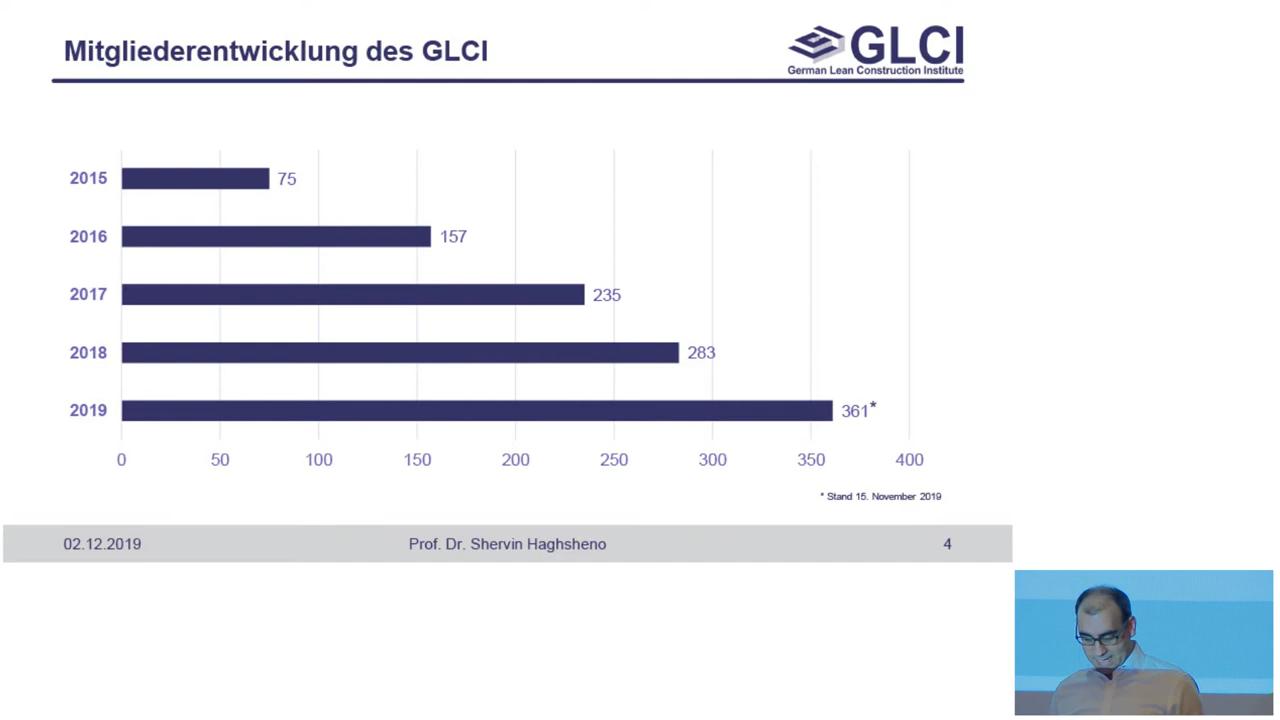 Mitgliederentwicklung des GLCI
GLCI
German Lean Construction Institute
2015 75
2016 157
2017 235
2018 283
2019 361*
0 50 100 150 200 250 300 350 400
* Stand 15. November 2019
02.12.2019 Prof. Dr. Shervin Haghsheno 4